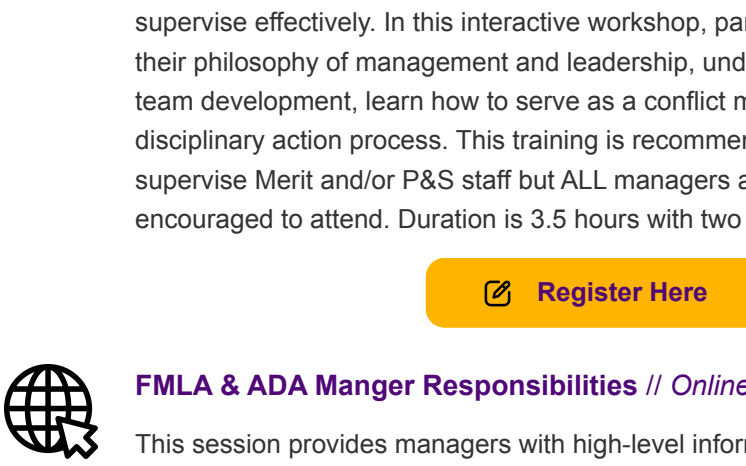 supervise effectively. In this interactive workshop, par
their philosophy of management and leadership, und
team development, learn how to serve as a conflict m
disciplinary action process. This training is recommen
supervise Merit and/or P&S staff but ALL managers a
encouraged to attend. Duration is 3.5 hours with two
Register Here
FMLA & ADA Manger Responsibilities // Online
This session provides managers with high-level inform